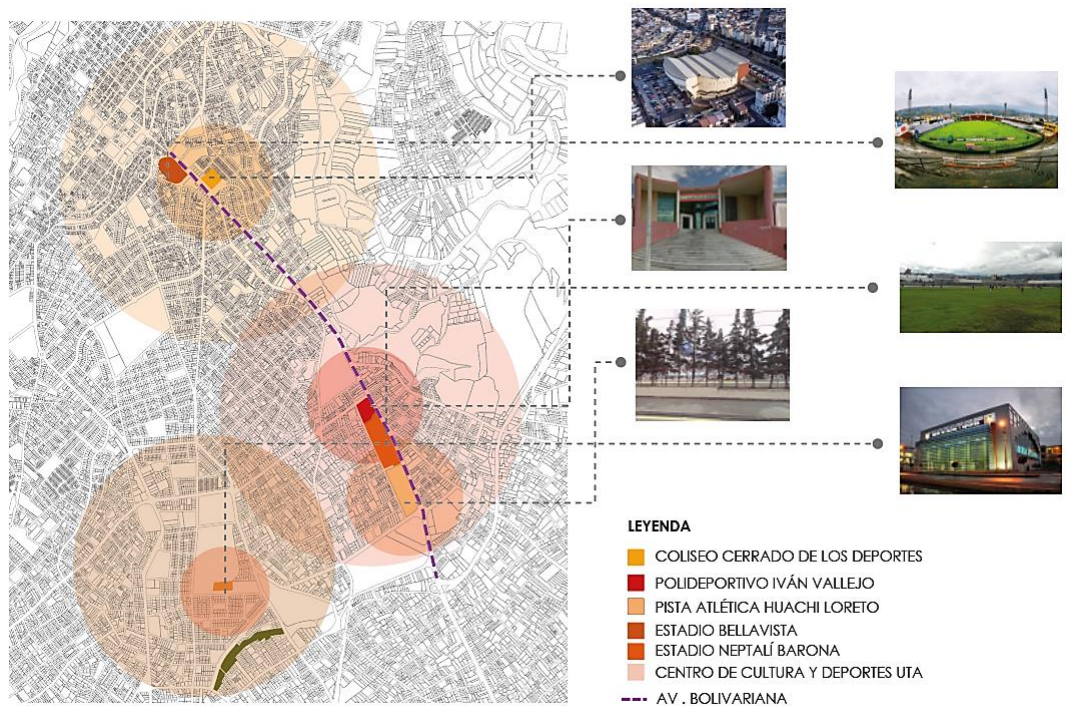 LEYENDA
COLISEO CERRADO DE LOS DEPORTES
POLIDEPORTIVO IVÁN VALLEJO
PISTA ATLÉTICA HUACHI LORETO
ESTADIO BELLAVISTA
ESTADIO NEPTALÍ BARONA
CENTRO DE CULTURA Y DEPORTES UTA
AV . BOLIVARIANA